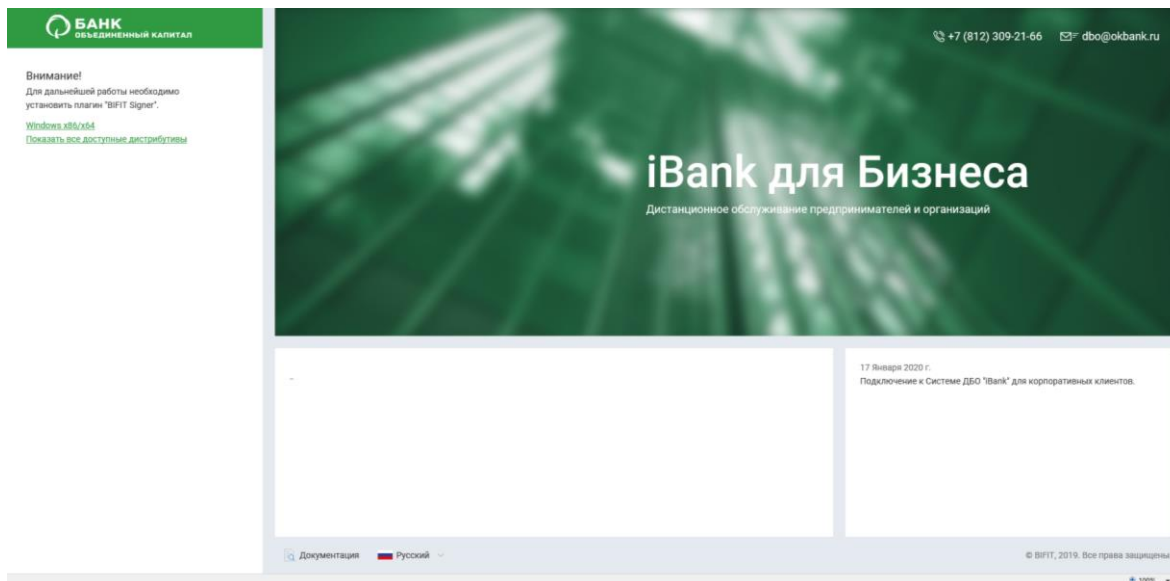 БАНК
ОБЪЕДИНЕННЫЙ КАПИТАЛ
+7 (812) 309-21-66 dbo@okbank.ru
Внимание!
Для дальнейшей работы необходимо
установить плагин "BIFIT Signer".
Windows x86/x64
Показать все доступные дистрибутивы
iBank для Бизнеса
Дистанционное обслуживание предпринимателей и организаций
17 Января 2020 г.
Подключение к Системе ДБО "iBank" для корпоративных клиентов.
Документация Русский
© BIFIT, 2019. Все права защищены
100%